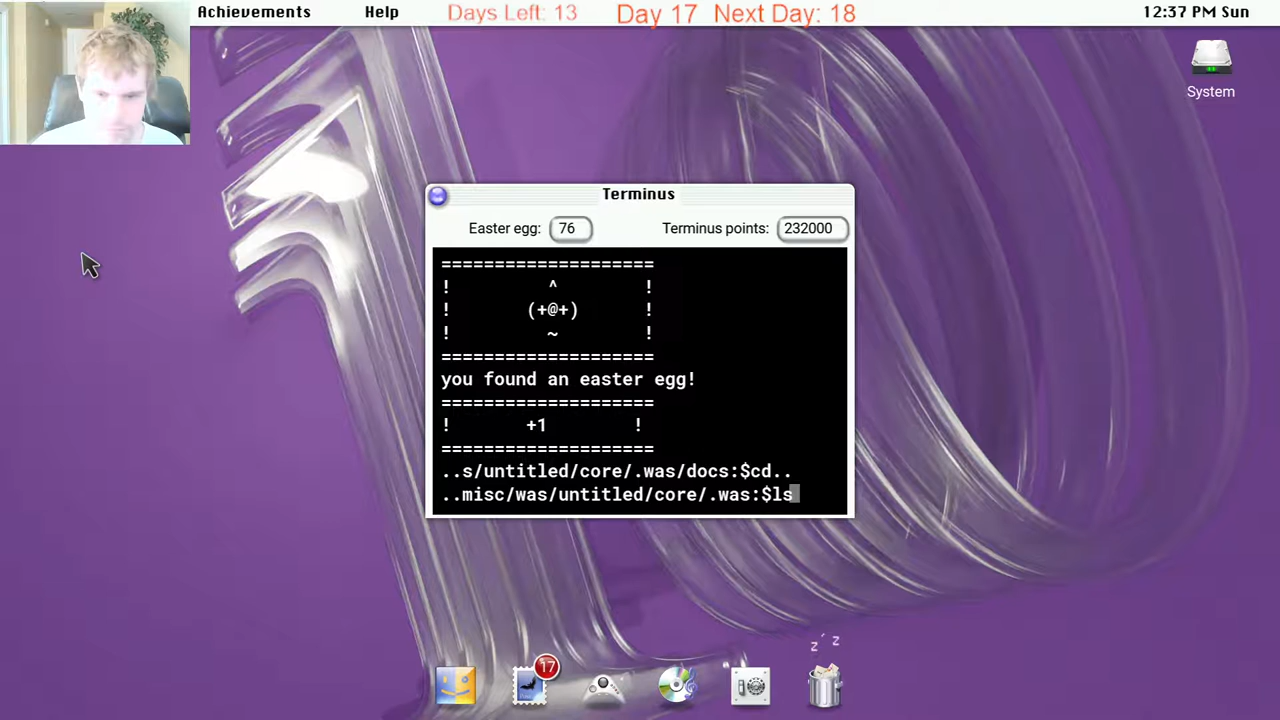 Achievements Help Days Left: 13 Day 17 Next Day: 18 12:37 PM Sun
System
Terminus
Easter egg: 76 Terminus points: 232000
====================
! ^ !
! (+@+) !
! ~ !
====================
you found an easter egg!
====================
! +1 !
====================
..s/untitled/core/.was/docs:$cd..
..misc/was/untitled/core/.was:$ls
z z
17